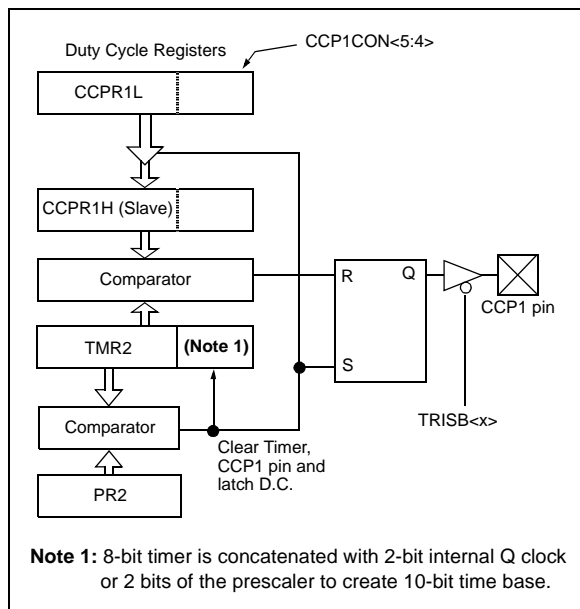 Duty Cycle Registers
CCP1CON<5:4>
CCPR1L
CCPR1H (Slave)
Comparator
R
Q
CCP1 pin
TMR2
(Note 1)
S
TRISB<x>
Comparator
Clear Timer,
CCP1 pin and
latch D.C.
PR2
Note 1: 8-bit timer is concatenated with 2-bit internal Q clock
or 2 bits of the prescaler to create 10-bit time base.